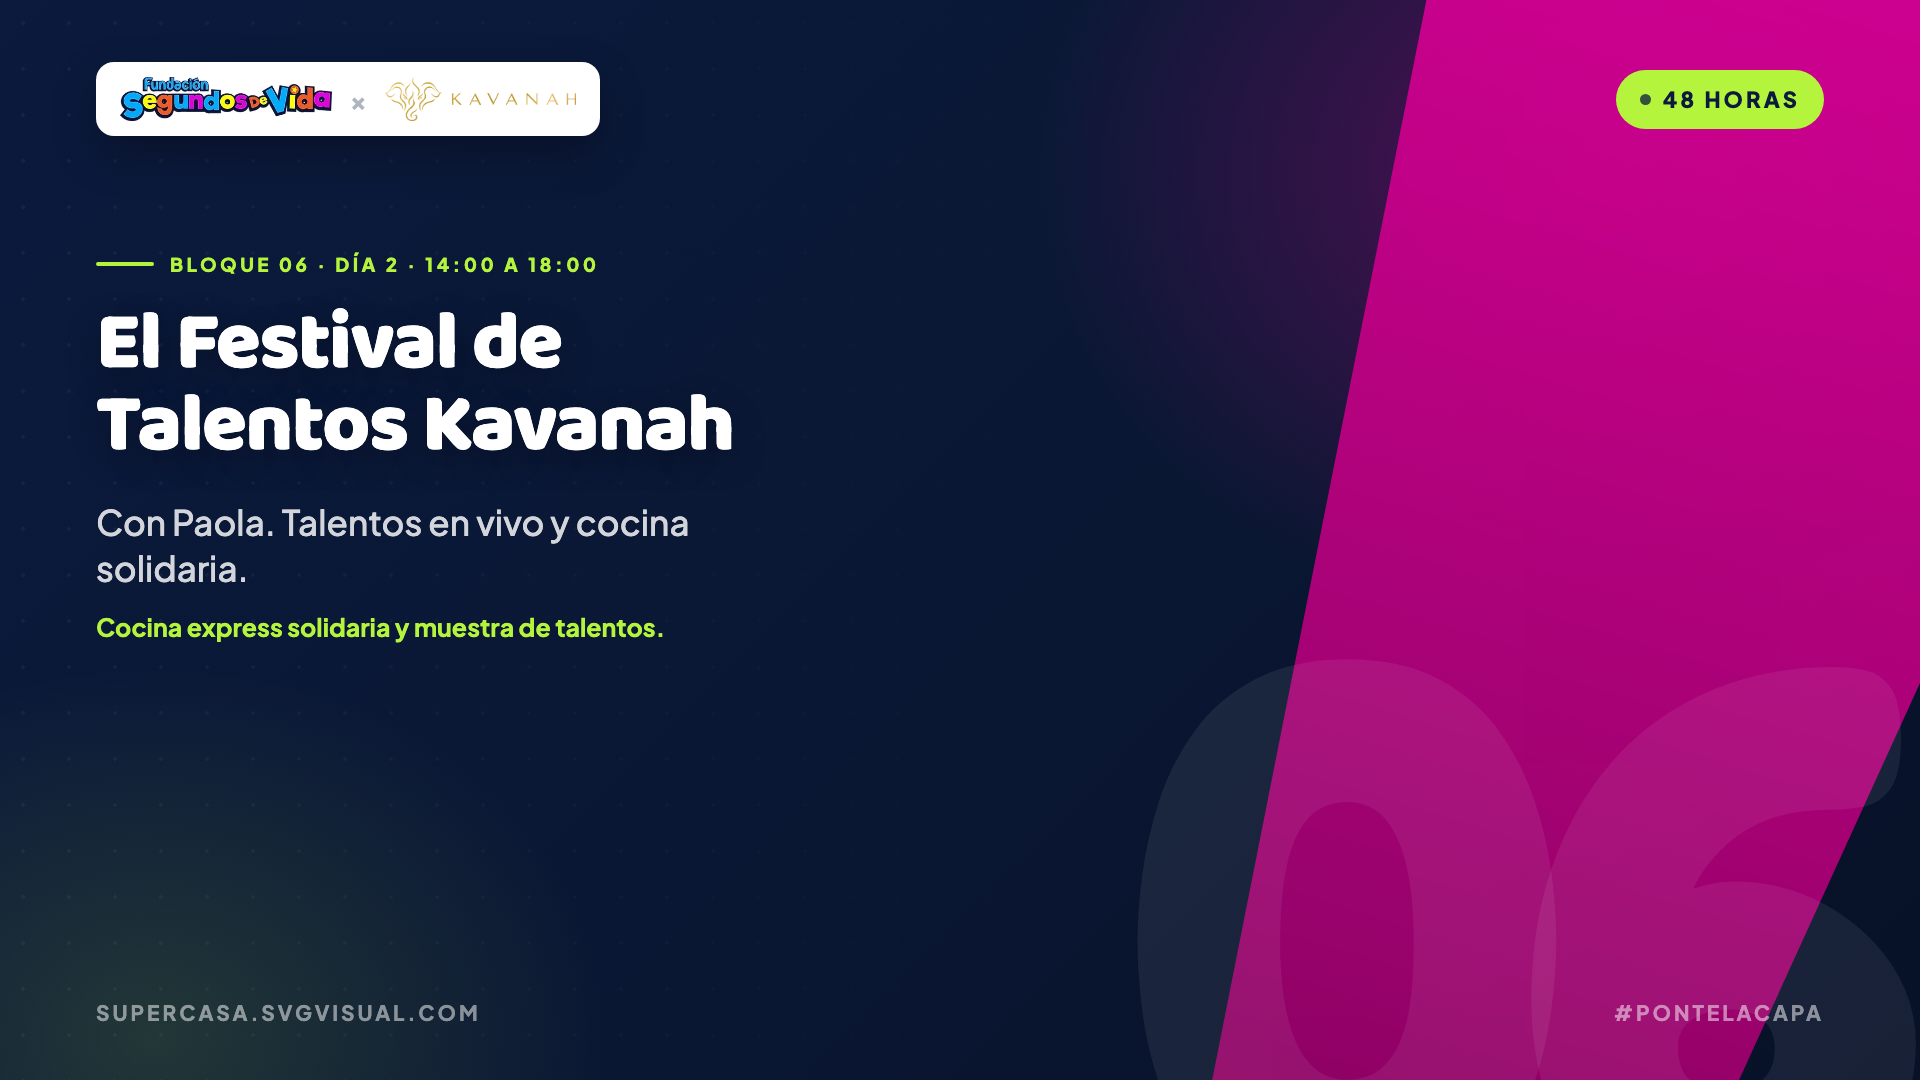 Fundación
Segundos de Vida × KAVANAH
48 HORAS
BLOQUE 06 · DÍA 2 · 14:00 A 18:00
El Festival de
Talentos Kavanah
Con Paola. Talentos en vivo y cocina
solidaria.
Cocina express solidaria y muestra de talentos.
06
SUPERCASA.SVGVISUAL.COM
#PONTELACAPA